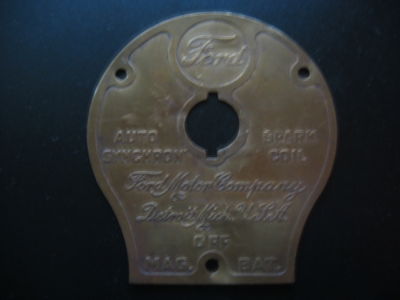 Ford
AUTO SPARK
SYNCHRON COIL
Ford Motor Company
Detroit Mich. U.S.A.
OFF
MAG. BAT.